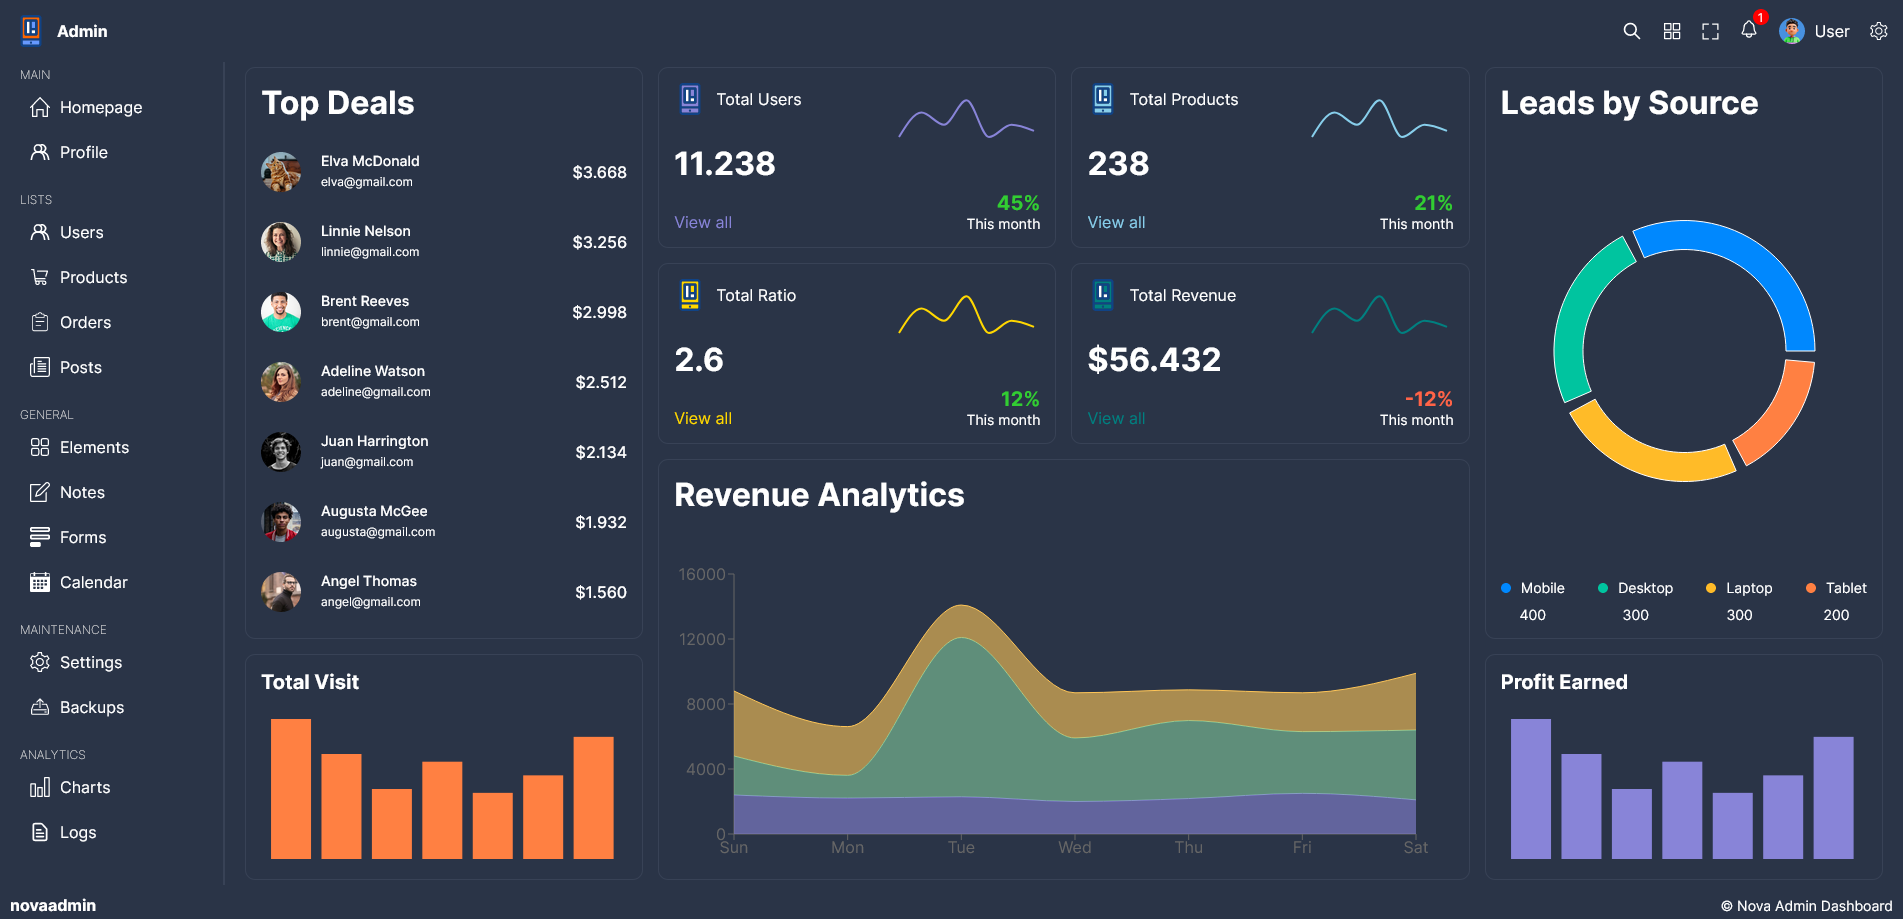 Admin
1
User
MAIN
Homepage
Profile
LISTS
Users
Products
Orders
Posts
GENERAL
Elements
Notes
Forms
Calendar
MAINTENANCE
Settings
Backups
ANALYTICS
Charts
Logs
Top Deals
Elva McDonald
elva@gmail.com
$3.668
Linnie Nelson
linnie@gmail.com
$3.256
Brent Reeves
brent@gmail.com
$2.998
Adeline Watson
adeline@gmail.com
$2.512
Juan Harrington
juan@gmail.com
$2.134
Augusta McGee
augusta@gmail.com
$1.932
Angel Thomas
angel@gmail.com
$1.560
Total Visit
Total Users
11.238
View all
45%
This month
Total Products
238
View all
21%
This month
Total Ratio
2.6
View all
12%
This month
Total Revenue
$56.432
View all
-12%
This month
Revenue Analytics
16000
12000
8000
4000
0
Sun Mon Tue Wed Thu Fri Sat
Leads by Source
Mobile Desktop Laptop Tablet
400 300 300 200
Profit Earned
novaadmin
© Nova Admin Dashboard